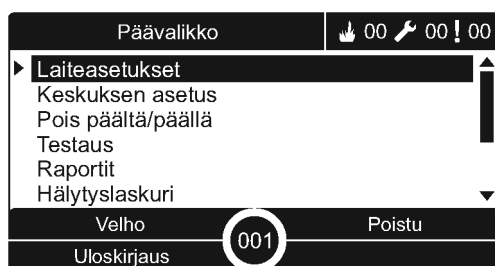 Päävalikko 00 00 ! 00
Laiteasetukset
Keskuksen asetus
Pois päältä/päällä
Testaus
Raportit
Hälytyslaskuri
Velho 001 Poistu
Uloskirjaus